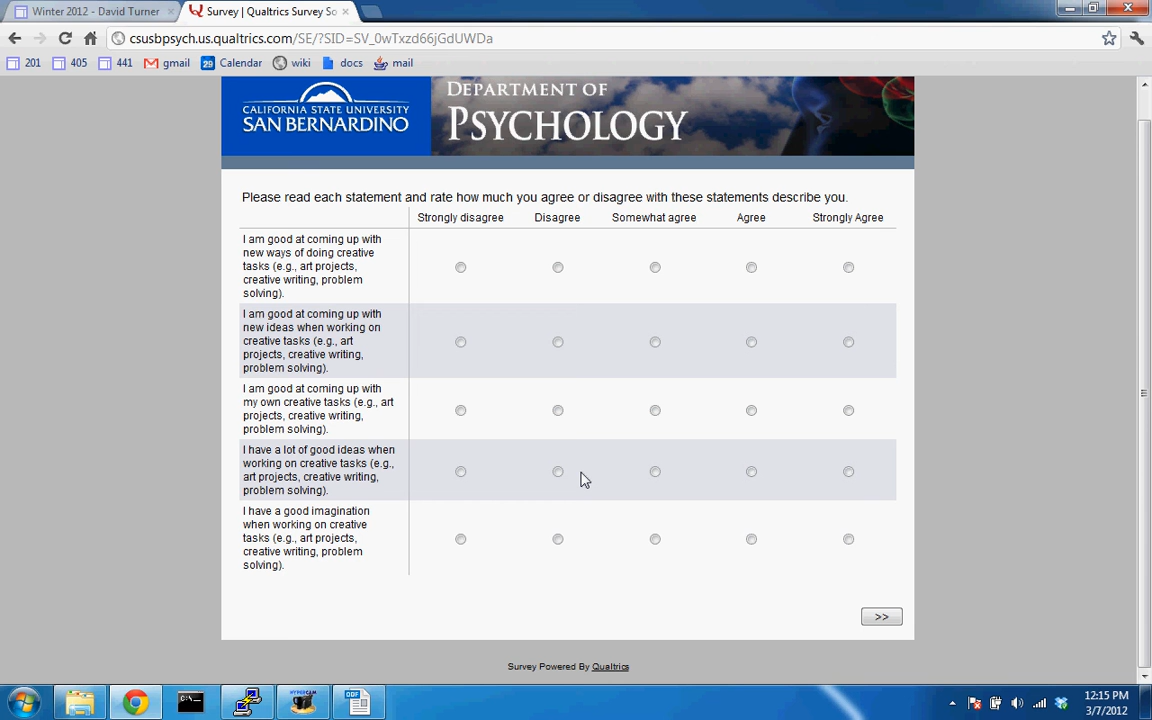 Winter 2012 - David Turner
Survey | Qualtrics Survey So
csusbpsych.us.qualtrics.com/SE/?SID=SV_0wTxzd66jGdUWDa
201 405 441 gmail 29 Calendar wiki docs mail
CALIFORNIA STATE UNIVERSITY
SAN BERNARDINO
DEPARTMENT OF
PSYCHOLOGY
Please read each statement and rate how much you agree or disagree with these statements describe you.
Strongly disagree Disagree Somewhat agree Agree Strongly Agree
I am good at coming up with
new ways of doing creative
tasks (e.g., art projects,
creative writing, problem
solving).
I am good at coming up with
new ideas when working on
creative tasks (e.g., art
projects, creative writing,
problem solving).
I am good at coming up with
my own creative tasks (e.g., art
projects, creative writing,
problem solving).
I have a lot of good ideas when
working on creative tasks (e.g.,
art projects, creative writing,
problem solving).
I have a good imagination
when working on creative
tasks (e.g., art projects,
creative writing, problem
solving).
>>
Survey Powered By Qualtrics
HYPERCAM
ODF
12:15 PM
3/7/2012